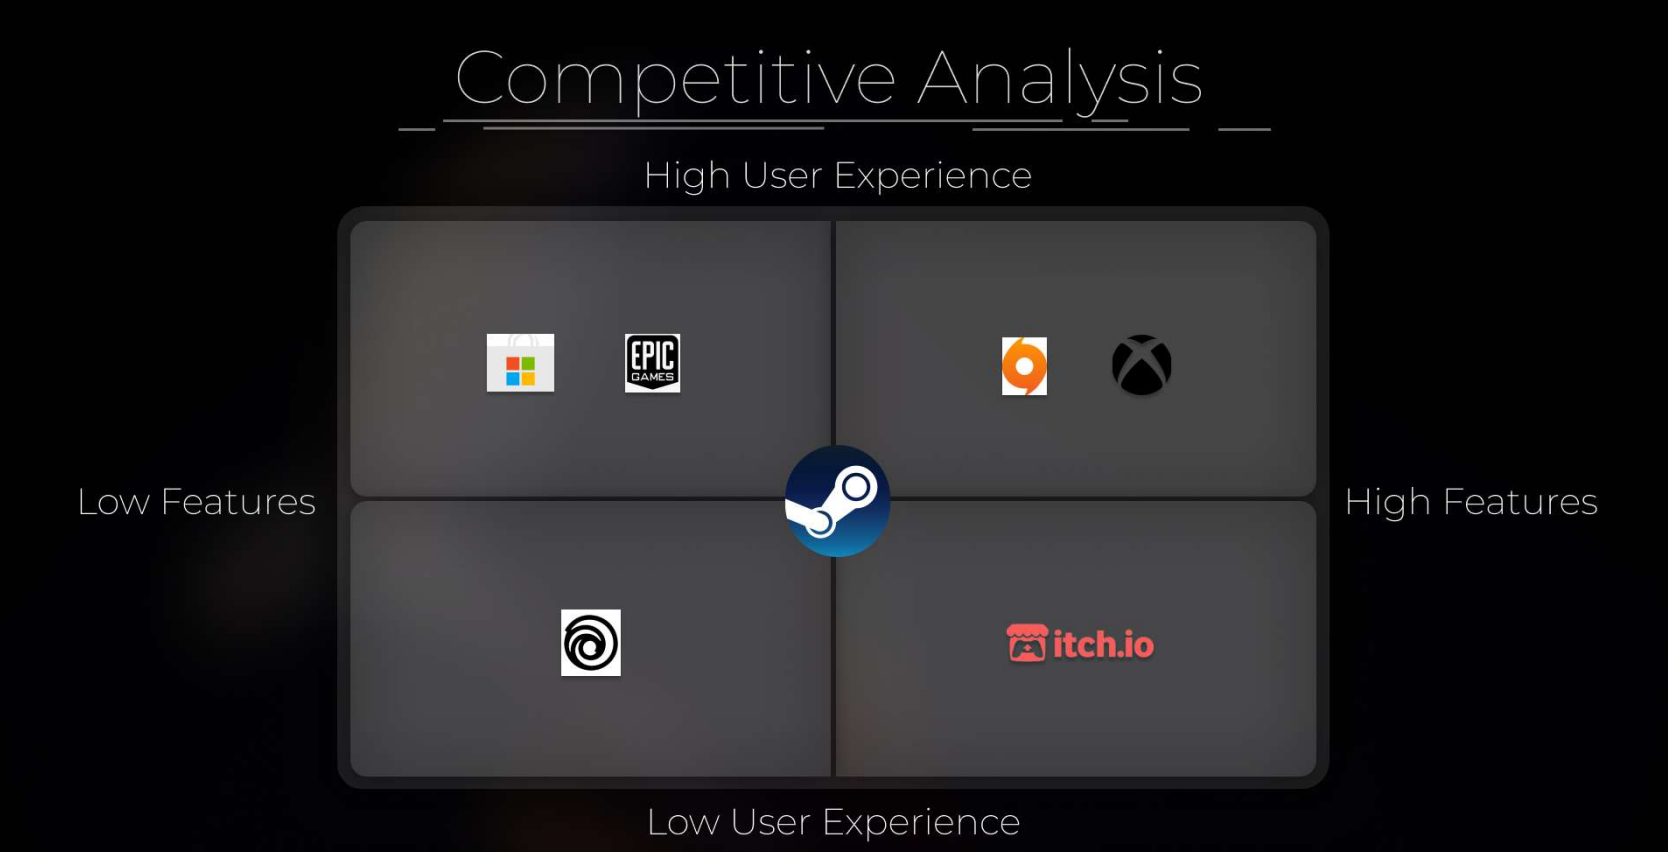 Competitive Analysis
High User Experience
EPIC
GAMES
Low Features
High Features
itch.io
Low User Experience